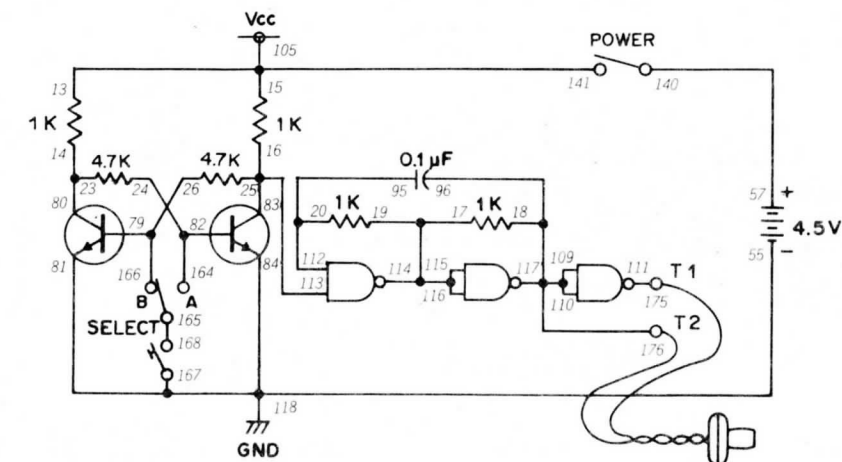 Vcc
105
POWER
13
15
141
140
1K
1K
14
16
4.7K
4.7K
0.1μF
95
96
23
24
26
25
57
+
80
83
20
1K
19
17
1K
18
4.5V
79
82
81
84
112
114
115
117
109
111
T1
55
−
166
164
113
116
110
175
B
A
SELECT
165
T2
168
176
167
118
GND